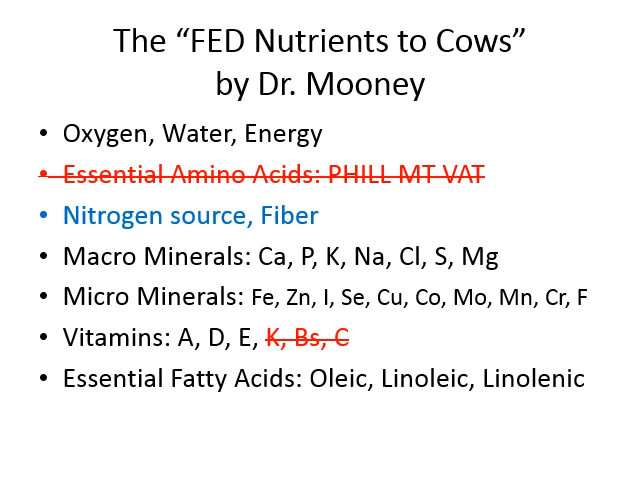 The “FED Nutrients to Cows”
by Dr. Mooney
• Oxygen, Water, Energy
• Essential Amino Acids: PHILL MT VAT
• Nitrogen source, Fiber
• Macro Minerals: Ca, P, K, Na, Cl, S, Mg
• Micro Minerals: Fe, Zn, I, Se, Cu, Co, Mo, Mn, Cr, F
• Vitamins: A, D, E, K, Bs, C
• Essential Fatty Acids: Oleic, Linoleic, Linolenic